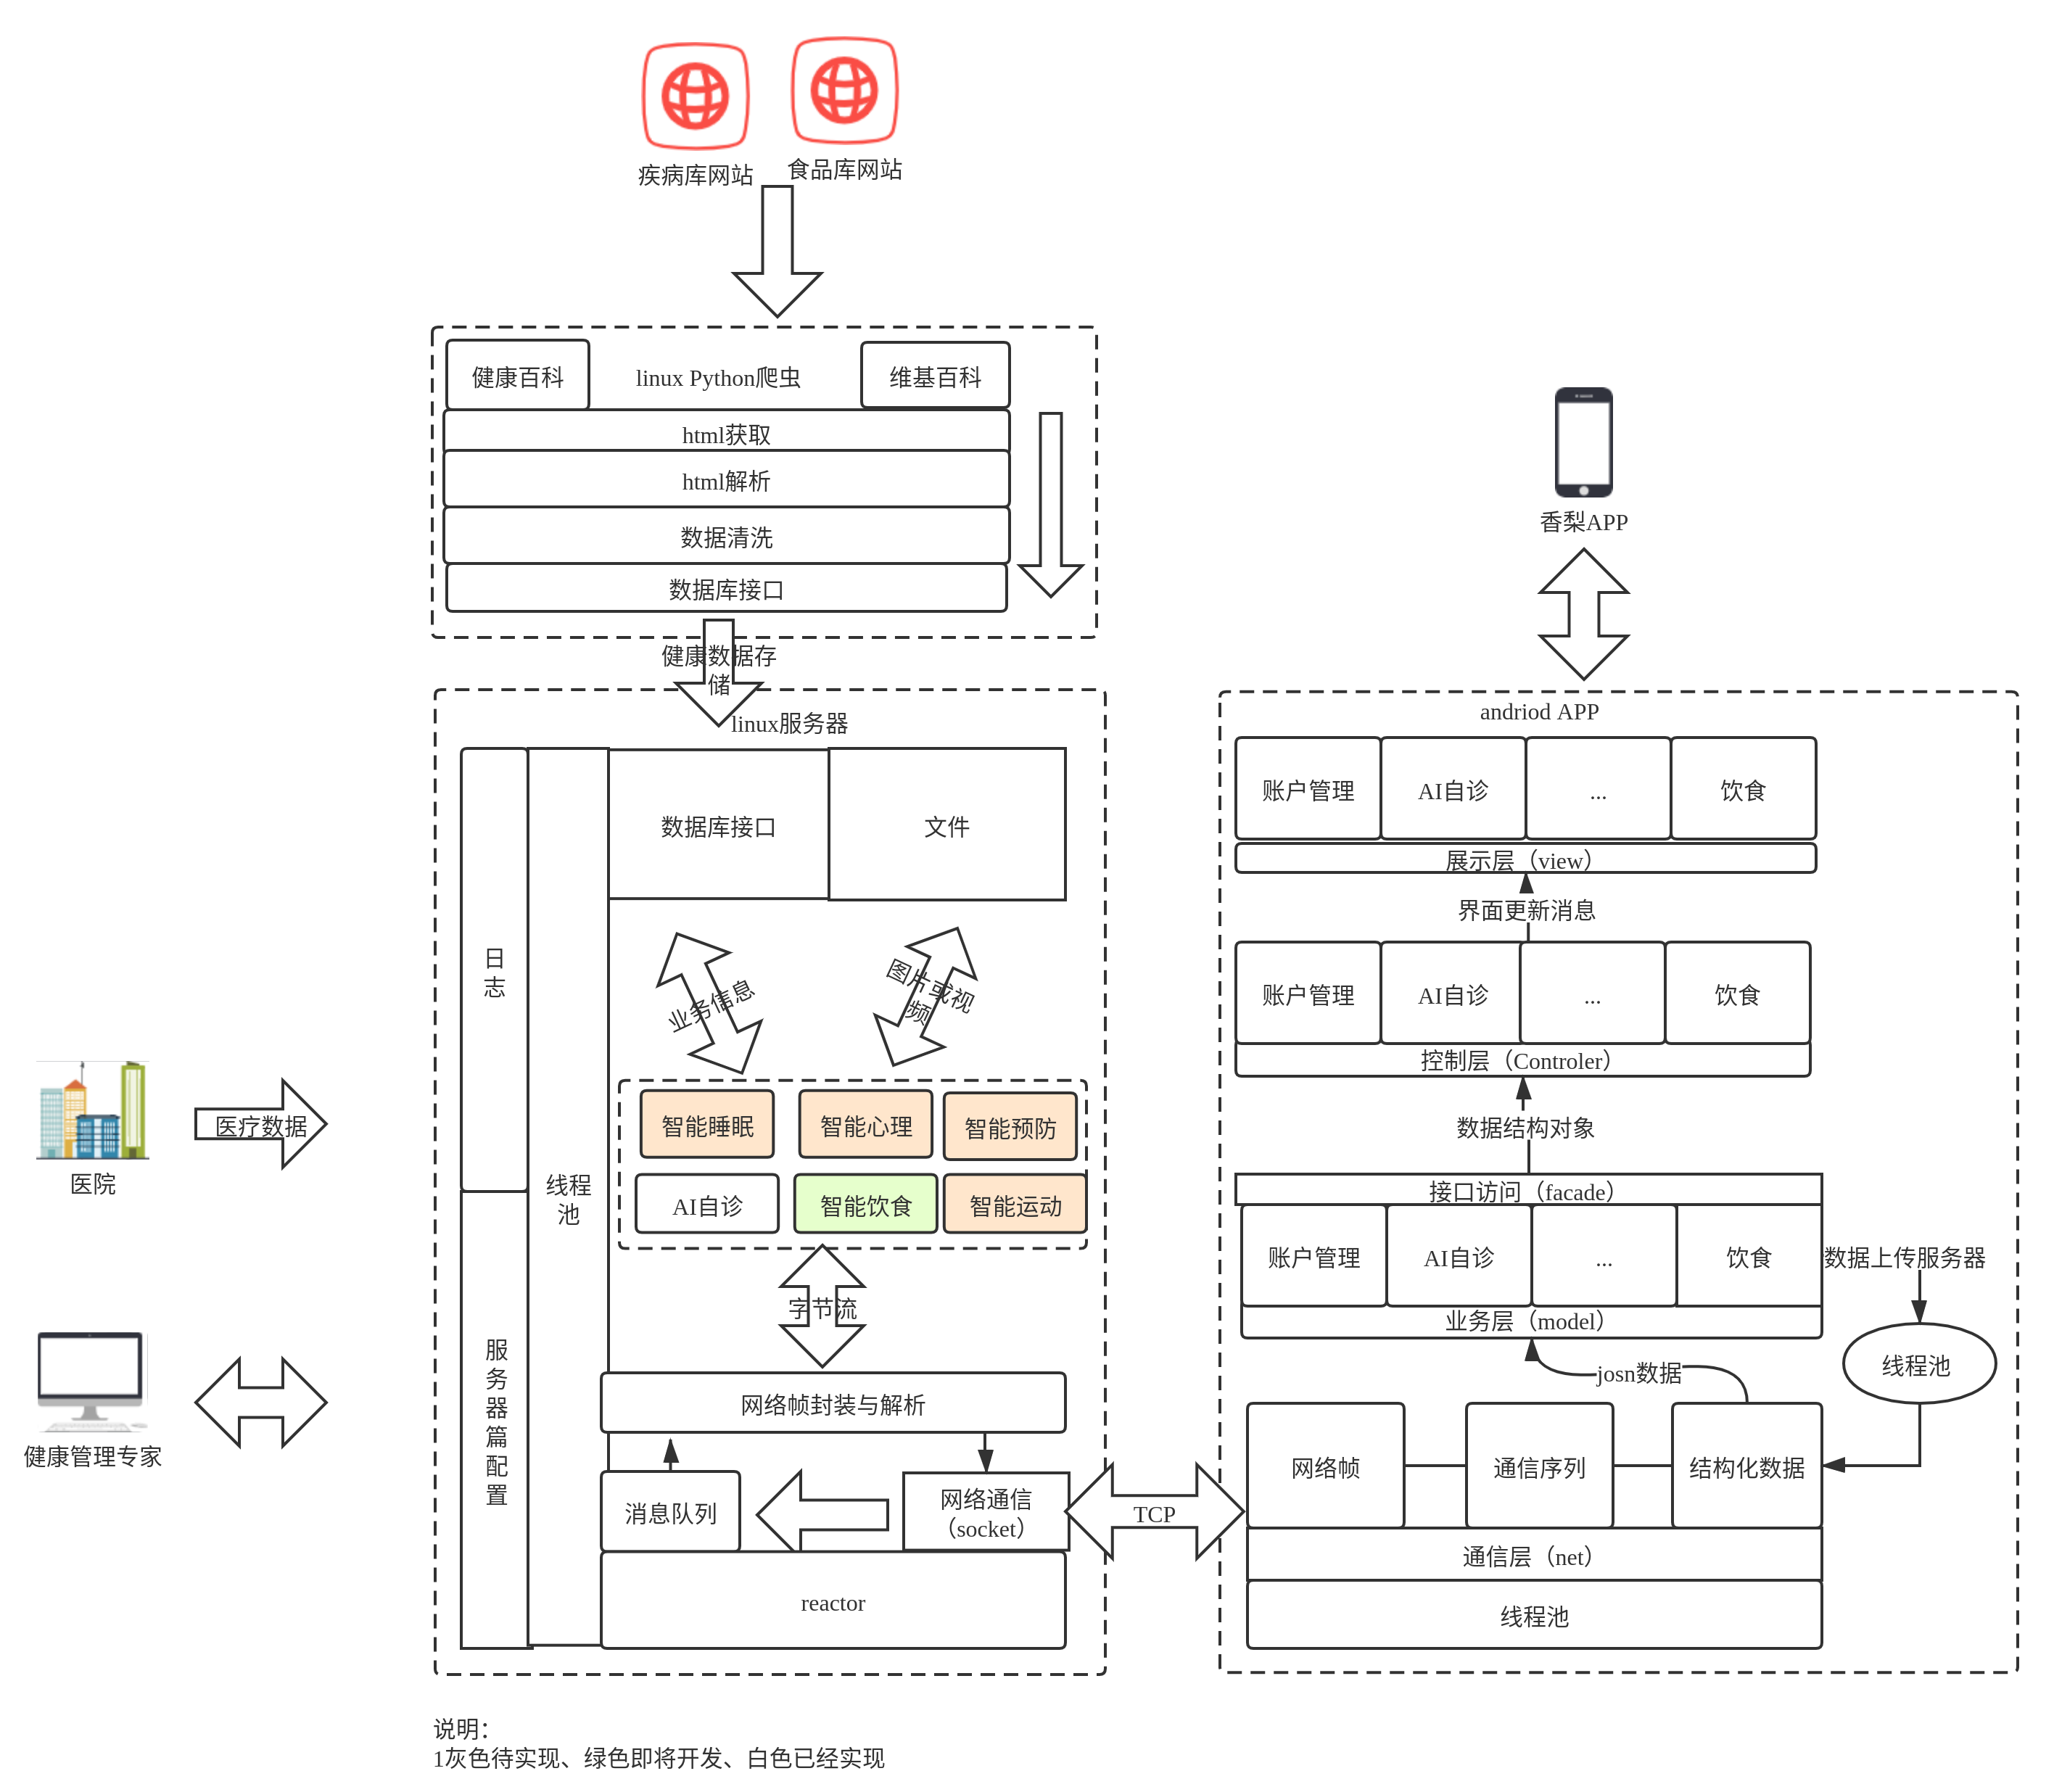 疾病库网站
食品库网站
健康百科
linux Python爬虫
维基百科
html获取
html解析
数据清洗
数据库接口
健康数据存
储
linux服务器
数据库接口
文件
日
志
线程
池
服
务
器
篇
配
置
业务信息
图片或视
频
智能睡眠
智能心理
智能预防
AI自诊
智能饮食
智能运动
字节流
网络帧封装与解析
消息队列
网络通信
（socket）
reactor
TCP
医疗数据
医院
健康管理专家
香梨APP
andriod APP
账户管理
AI自诊
...
饮食
展示层（view）
界面更新消息
账户管理
AI自诊
...
饮食
控制层（Controler）
数据结构对象
接口访问（facade）
账户管理
AI自诊
...
饮食
业务层（model）
数据上传服务器
线程池
josn数据
网络帧
通信序列
结构化数据
通信层（net）
线程池
说明：
1灰色待实现、绿色即将开发、白色已经实现